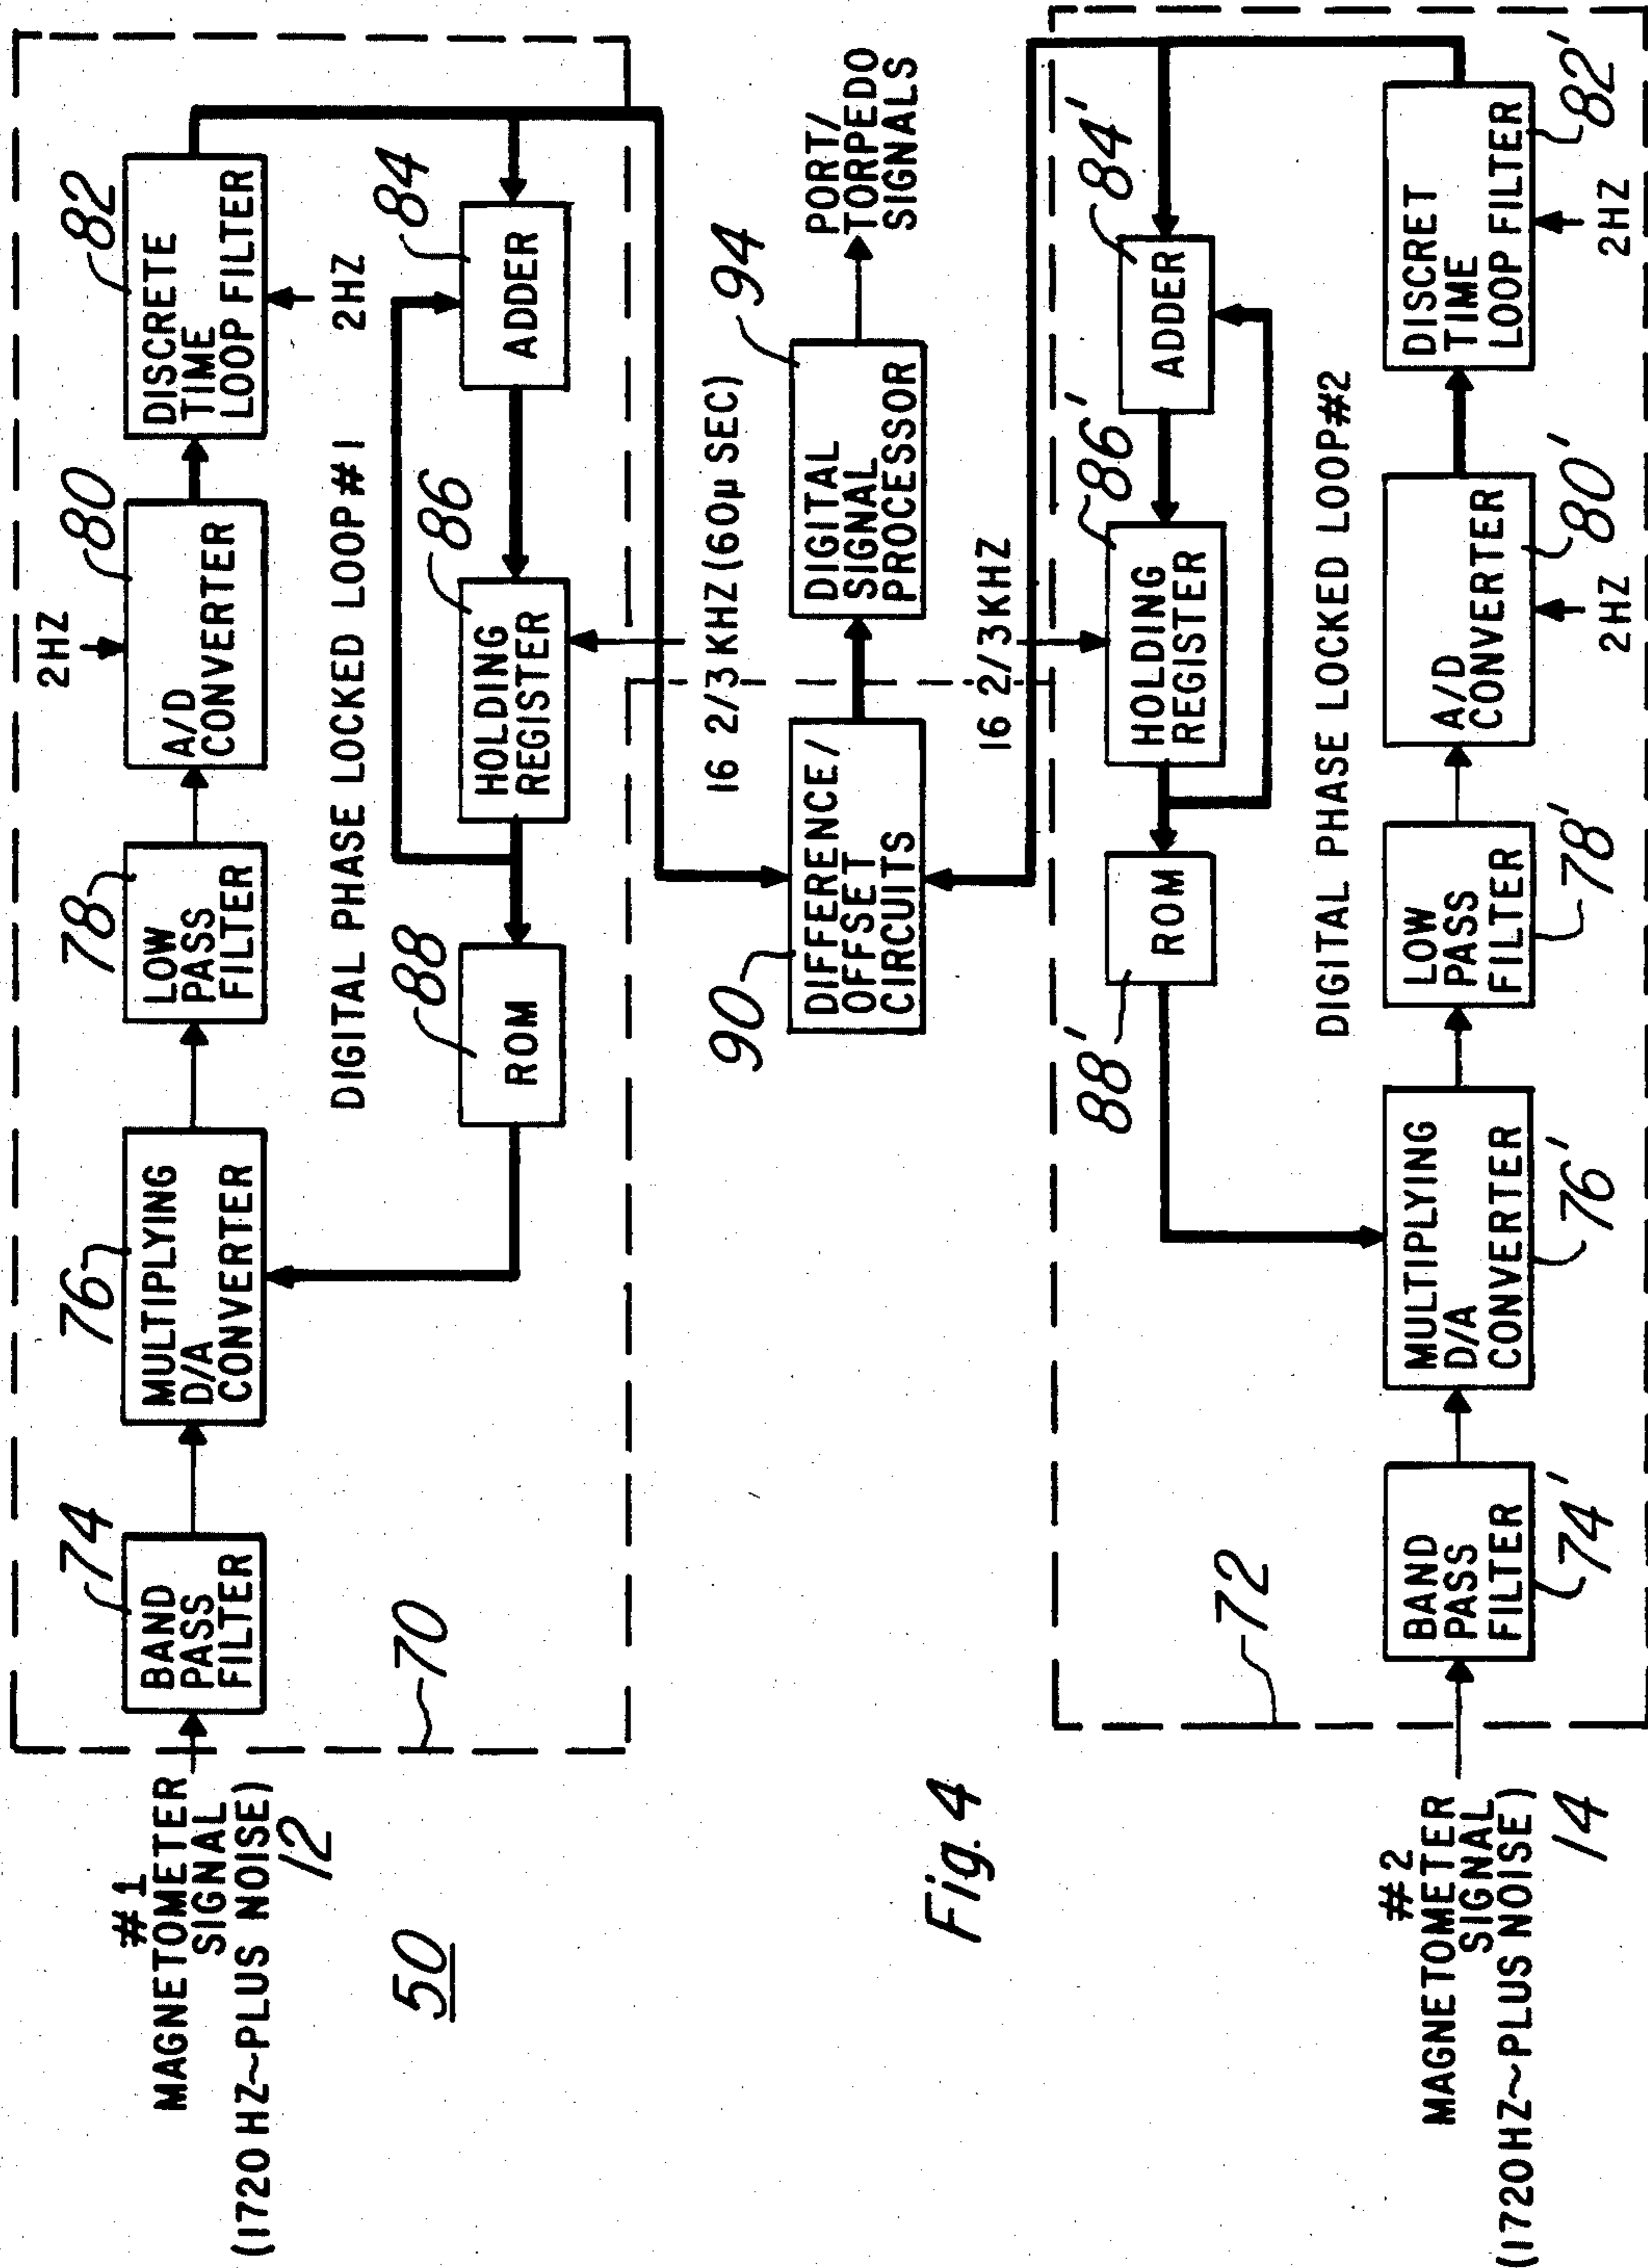 #1
MAGNETOMETER
SIGNAL
(1720 HZ~PLUS NOISE)
12
50
70
74
BAND
PASS
FILTER
76
MULTIPLYING
D/A
CONVERTER
78
LOW
PASS
FILTER
2HZ
80
A/D
CONVERTER
82
DISCRETE
TIME
LOOP FILTER
2HZ
DIGITAL PHASE LOCKED LOOP #1
88
ROM
86
HOLDING
REGISTER
84
ADDER
16 2/3 KHZ (60μ SEC)
90
DIFFERENCE/
OFFSET
CIRCUITS
94
DIGITAL
SIGNAL
PROCESSOR
PORT/
TORPEDO
SIGNALS
16 2/3 KHZ
Fig. 4
72
88'
ROM
86'
HOLDING
REGISTER
84'
ADDER
DIGITAL PHASE LOCKED LOOP #2
#2
MAGNETOMETER
SIGNAL
(1720HZ~PLUS NOISE)
14
BAND
PASS
FILTER
74'
MULTIPLYING
D/A
CONVERTER
76'
LOW
PASS
FILTER
78'
A/D
CONVERTER
2HZ
80'
DISCRET
TIME
LOOP FILTER
2HZ
82'